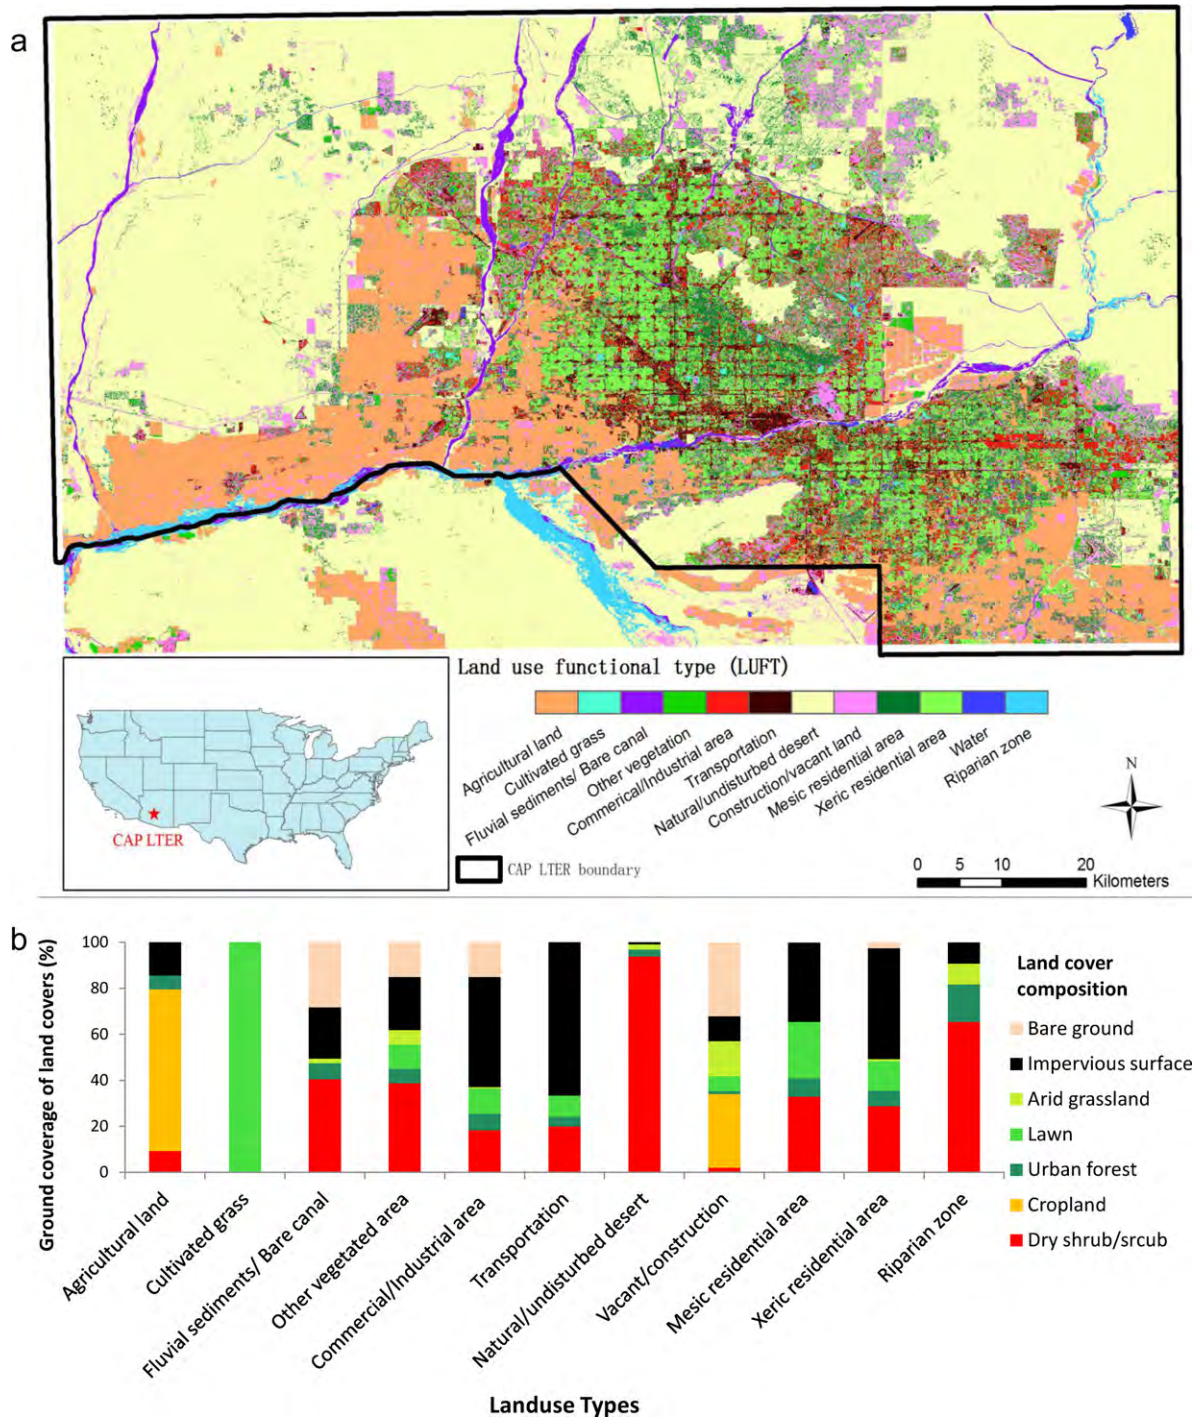 a
Land use functional type (LUFT)
Agricultural land
Cultivated grass
Fluvial sediments/ Bare canal
Other vegetation
Commerical/Industrial area
Transportation
Natural/undisturbed desert
Construction/vacant land
Mesic residential area
Xeric residential area
Water
Riparian zone
CAP LTER
CAP LTER boundary
N
0 5 10 20
Kilometers
b
Ground coverage of land covers (%)
100
80
60
40
20
0
Agricultural land
Cultivated grass
Fluvial sediments/ Bare canal
Other vegetated area
Commercial/Industrial area
Transportation
Natural/undisturbed desert
Vacant/construction
Mesic residential area
Xeric residential area
Riparian zone
Landuse Types
Land cover
composition
Bare ground
Impervious surface
Arid grassland
Lawn
Urban forest
Cropland
Dry shrub/srcub